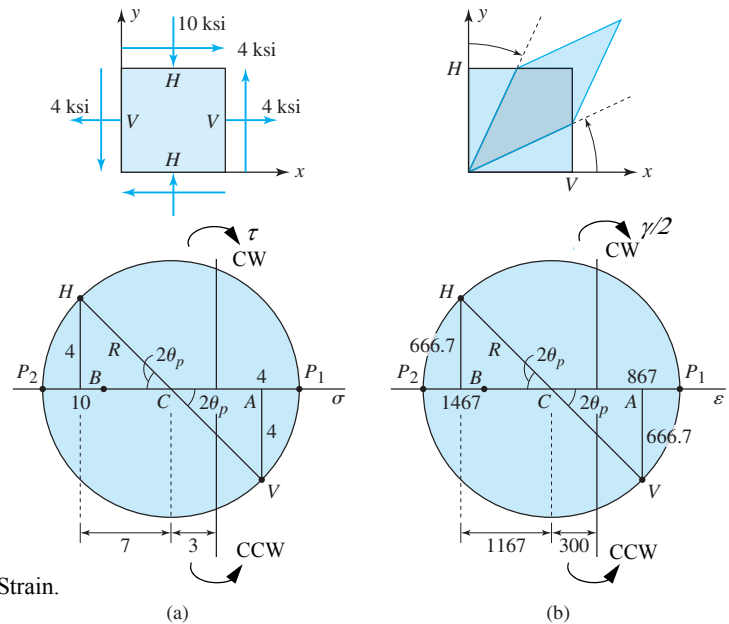 y
10 ksi
4 ksi
H
4 ksi
V
V
4 ksi
H
x
y
H
V
x
τ
CW
H
4
R
2θp
P2
B
4
P1
10
C
2θp
A
σ
4
V
7
3
CCW
Strain.
(a)
γ/2
CW
H
666.7
R
2θp
P2
B
867
P1
1467
C
2θp
A
ε
666.7
V
1167
300
CCW
(b)